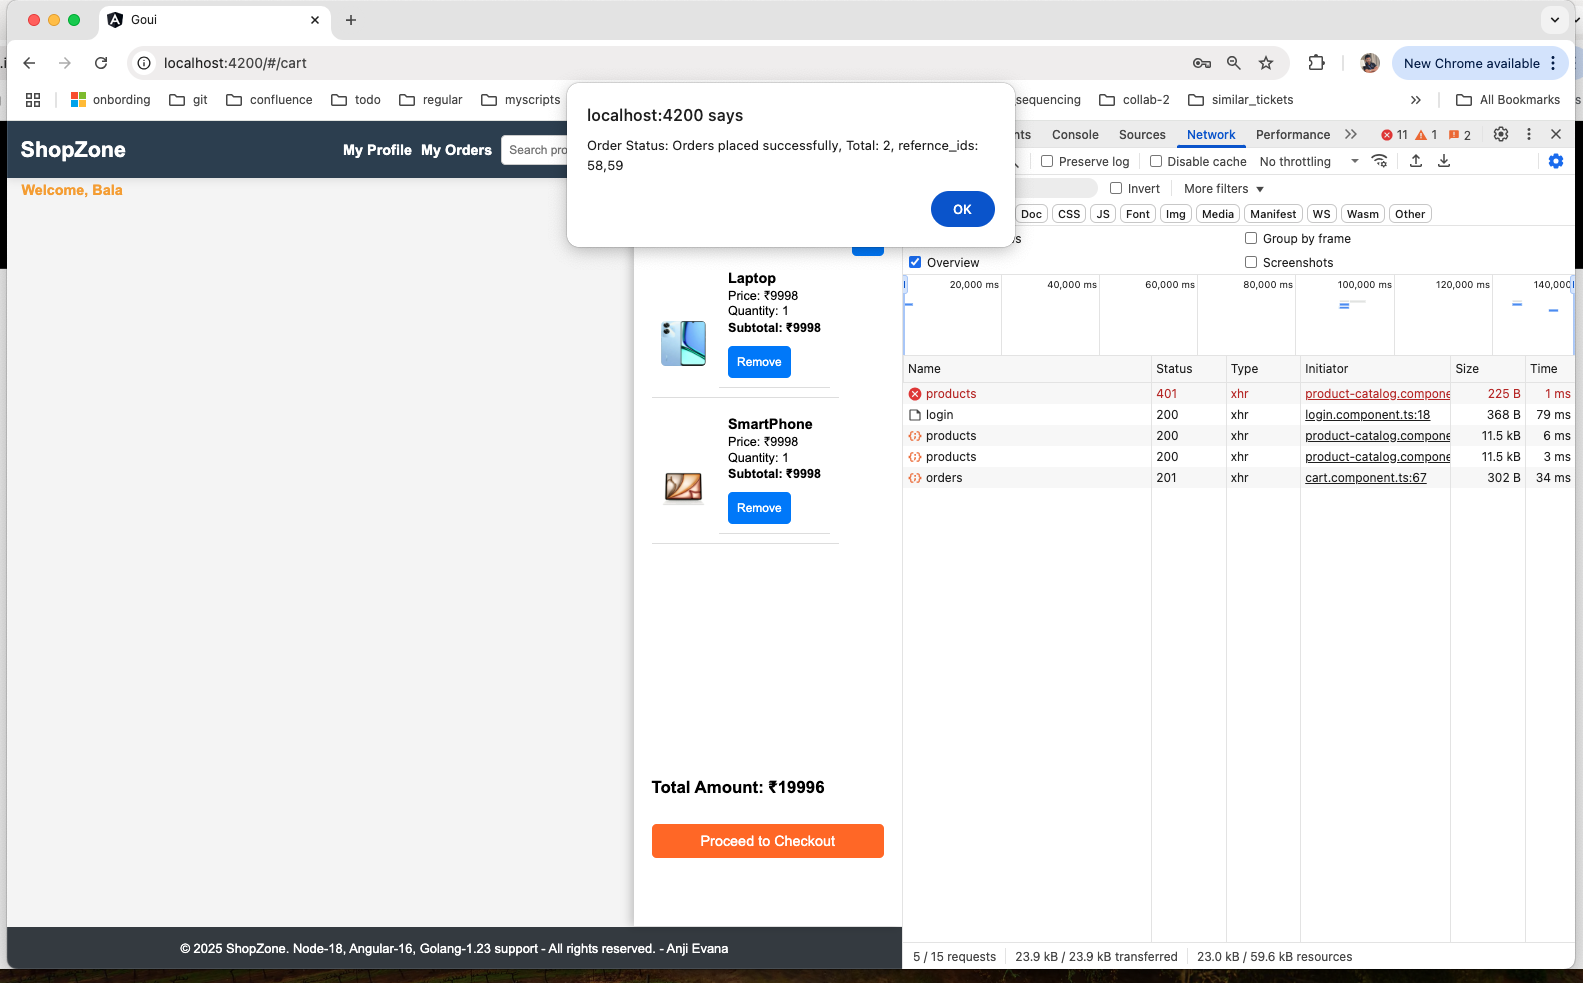 Goui
localhost:4200/#/cart
New Chrome available
onbording
git
confluence
todo
regular
myscripts
sequencing
collab-2
similar_tickets
All Bookmarks
localhost:4200 says
Order Status: Orders placed successfully, Total: 2, refernce_ids:
58,59
OK
ShopZone
My Profile My Orders
Search pro
Welcome, Bala
Laptop
Price: ₹9998
Quantity: 1
Subtotal: ₹9998
Remove
SmartPhone
Price: ₹9998
Quantity: 1
Subtotal: ₹9998
Remove
Total Amount: ₹19996
Proceed to Checkout
© 2025 ShopZone. Node-18, Angular-16, Golang-1.23 support - All rights reserved. - Anji Evana
nts Console Sources Network Performance 11 1 2
Preserve log Disable cache No throttling
Invert More filters
Doc CSS JS Font Img Media Manifest WS Wasm Other
s Group by frame
Overview Screenshots
20,000 ms 40,000 ms 60,000 ms 80,000 ms 100,000 ms 120,000 ms 140,000
Name Status Type Initiator Size Time
products 401 xhr product-catalog.compone 225 B 1 ms
login 200 xhr login.component.ts:18 368 B 79 ms
products 200 xhr product-catalog.compone 11.5 kB 6 ms
products 200 xhr product-catalog.compone 11.5 kB 3 ms
orders 201 xhr cart.component.ts:67 302 B 34 ms
5 / 15 requests 23.9 kB / 23.9 kB transferred 23.0 kB / 59.6 kB resources